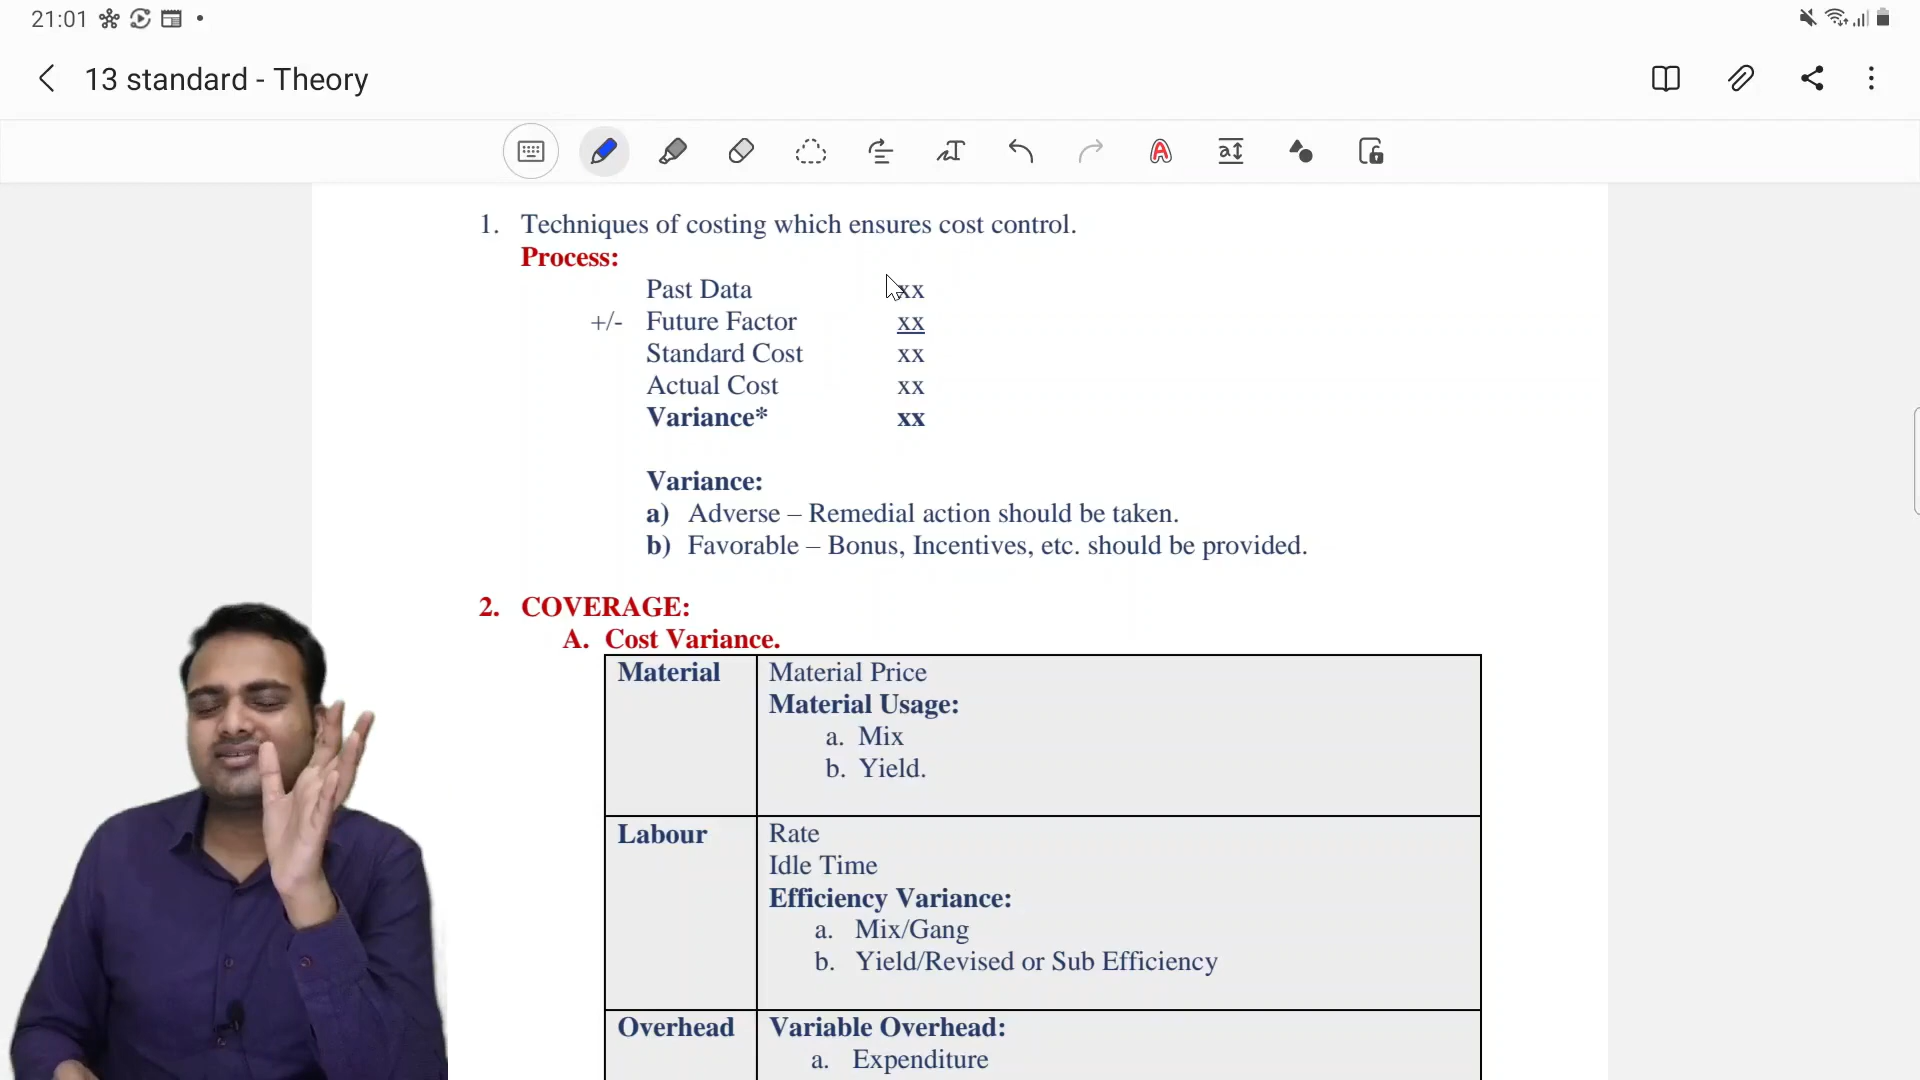 21:01
13 standard - Theory
1. Techniques of costing which ensures cost control.
Process:
Past Data xx
+/- Future Factor xx
Standard Cost xx
Actual Cost xx
Variance* xx
Variance:
a) Adverse – Remedial action should be taken.
b) Favorable – Bonus, Incentives, etc. should be provided.
2. COVERAGE:
A. Cost Variance.
Material Material Price
Material Usage:
a. Mix
b. Yield.
Labour Rate
Idle Time
Efficiency Variance:
a. Mix/Gang
b. Yield/Revised or Sub Efficiency
Overhead Variable Overhead:
a. Expenditure